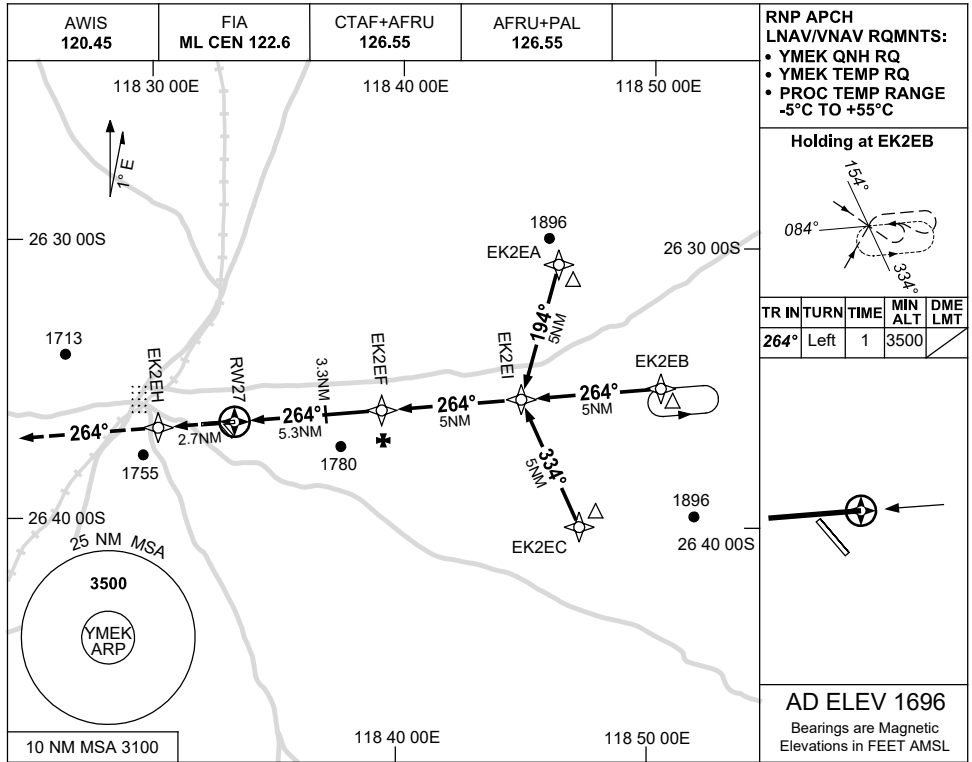 AWIS
120.45
FIA
ML CEN 122.6
CTAF+AFRU
126.55
AFRU+PAL
126.55
RNP APCH
LNAV/VNAV RQMNTS:
• YMEK QNH RQ
• YMEK TEMP RQ
• PROC TEMP RANGE
-5°C TO +55°C
118 30 00E
118 40 00E
118 50 00E
1° E
Holding at EK2EB
154°
084°
334°
TR IN TURN TIME MIN ALT DME LMT
264° Left 1 3500
26 30 00S
26 30 00S
1896
EK2EA
194°
5NM
1713
EK2EH
RW27
3.3NM
EK2EF
EK2EI
EK2EB
264°
2.7NM
264°
5.3NM
264°
5NM
264°
5NM
1755
1780
334°
5NM
1896
EK2EC
26 40 00S
26 40 00S
25 NM MSA
3500
YMEK
ARP
10 NM MSA 3100
118 40 00E
118 50 00E
AD ELEV 1696
Bearings are Magnetic
Elevations in FEET AMSL